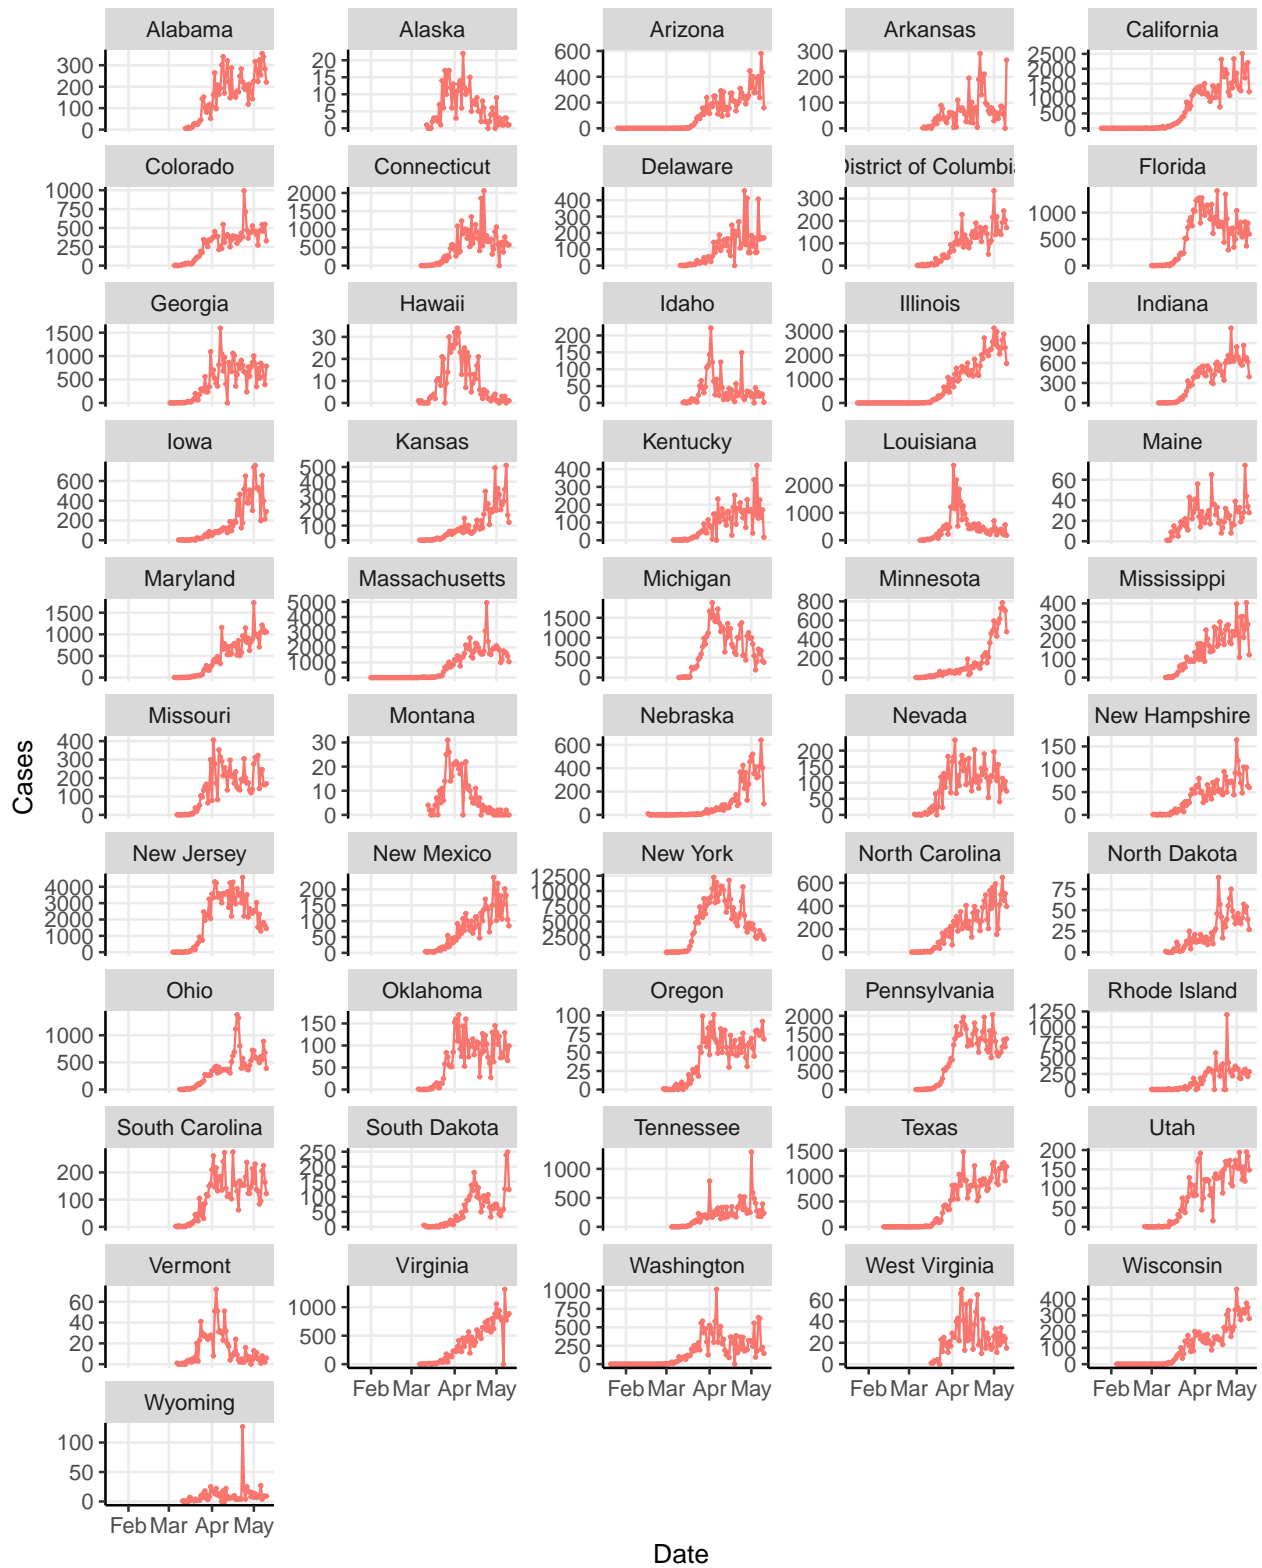 Alabama Alaska Arizona Arkansas California
0 100 200 300
0 5 10 15 20
0 200 400 600
0 100 200 300
0 500 1000 1500 2000 2500
Colorado Connecticut Delaware District of Columbia Florida
0 250 500 750 1000
0 500 1000 1500 2000
0 100 200 300 400
0 100 200 300
0 500 1000
Georgia Hawaii Idaho Illinois Indiana
0 500 1000 1500
0 10 20 30
0 50 100 150 200
0 1000 2000 3000
0 300 600 900
Iowa Kansas Kentucky Louisiana Maine
0 200 400 600
0 100 200 300 400 500
0 100 200 300 400
0 1000 2000
0 20 40 60
Maryland Massachusetts Michigan Minnesota Mississippi
0 500 1000 1500
0 1000 2000 3000 4000 5000
0 500 1000 1500
0 200 400 600 800
0 100 200 300 400
Missouri Montana Nebraska Nevada New Hampshire
0 100 200 300 400
0 10 20 30
0 200 400 600
0 50 100 150 200
0 50 100 150
New Jersey New Mexico New York North Carolina North Dakota
0 1000 2000 3000 4000
0 50 100 150 200
0 2500 5000 7500 10000 12500
0 200 400 600
0 25 50 75
Ohio Oklahoma Oregon Pennsylvania Rhode Island
0 500 1000
0 50 100 150
0 25 50 75 100
0 500 1000 1500 2000
0 250 500 750 1000 1250
South Carolina South Dakota Tennessee Texas Utah
0 100 200
0 50 100 150 200 250
0 500 1000
0 500 1000 1500
0 50 100 150 200
Vermont Virginia Washington West Virginia Wisconsin
0 20 40 60
0 500 1000
0 250 500 750 1000
0 20 40 60
0 100 200 300 400
Feb Mar Apr May Feb Mar Apr May Feb Mar Apr May Feb Mar Apr May
Wyoming
0 50 100
Feb Mar Apr May
Cases
Date